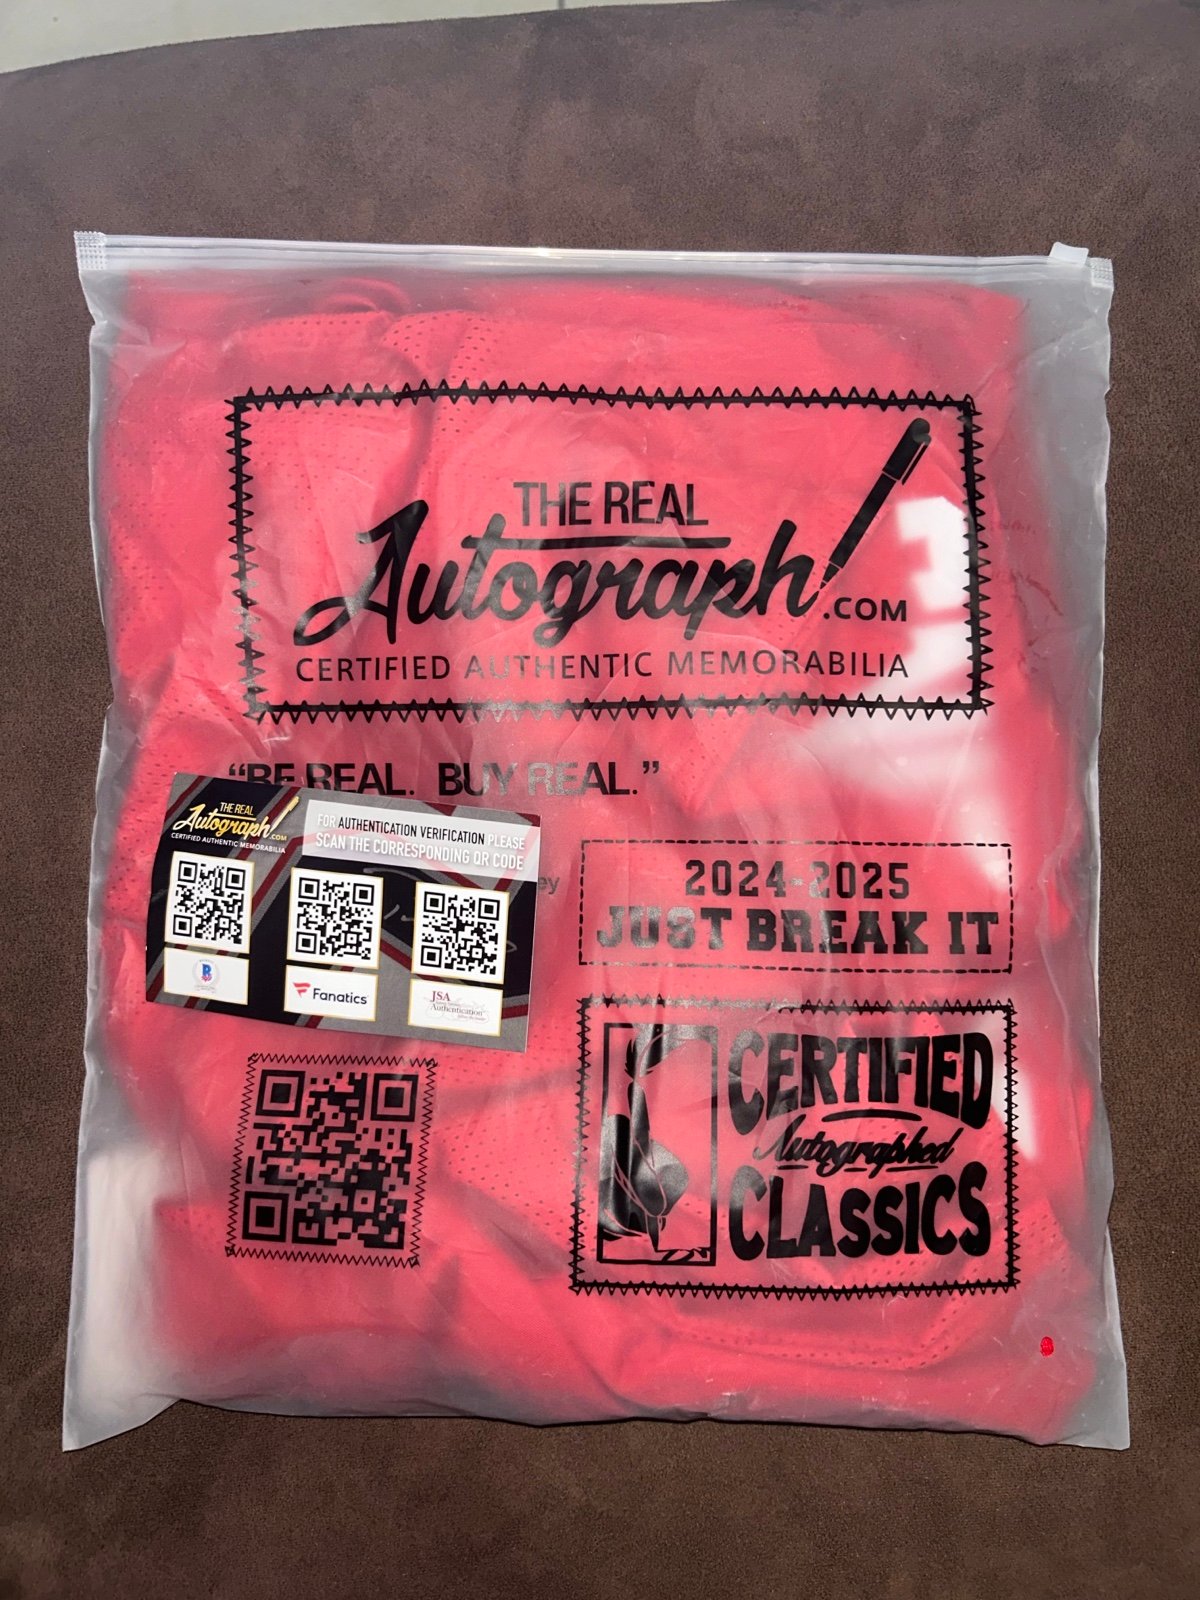 THE REAL
Autograph
.COM
CERTIFIED AUTHENTIC MEMORABILIA
“BE REAL. BUY REAL.”
THE REAL
Autograph
.COM
CERTIFIED AUTHENTIC MEMORABILIA
FOR AUTHENTICATION VERIFICATION PLEASE
SCAN THE CORRESPONDING QR CODE
ey
B
Fanatics
JSA
Authentication
2024-2025
JUST BREAK IT
CERTIFIED
Autographed
CLASSICS